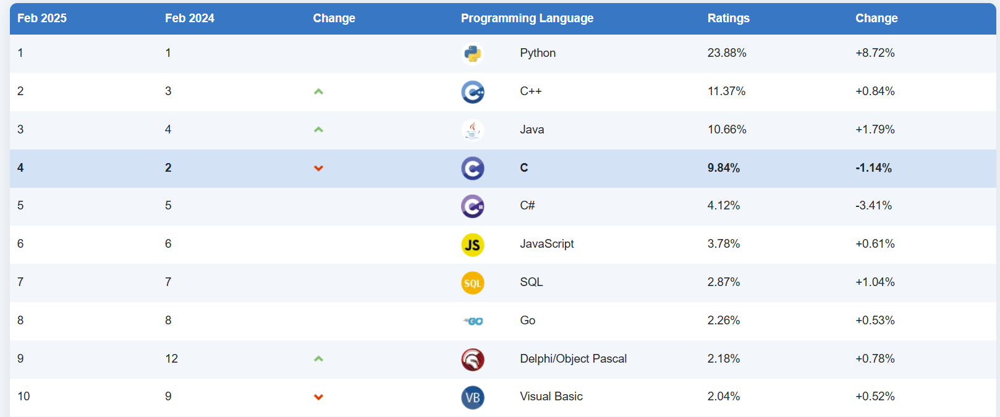 Feb 2025 Feb 2024 Change Programming Language Ratings Change
1 1 Python 23.88% +8.72%
2 3 C++ 11.37% +0.84%
3 4 Java 10.66% +1.79%
4 2 C 9.84% -1.14%
5 5 C# 4.12% -3.41%
6 6 JS JavaScript 3.78% +0.61%
7 7 SQL SQL 2.87% +1.04%
8 8 GO Go 2.26% +0.53%
9 12 Delphi/Object Pascal 2.18% +0.78%
10 9 VB Visual Basic 2.04% +0.52%